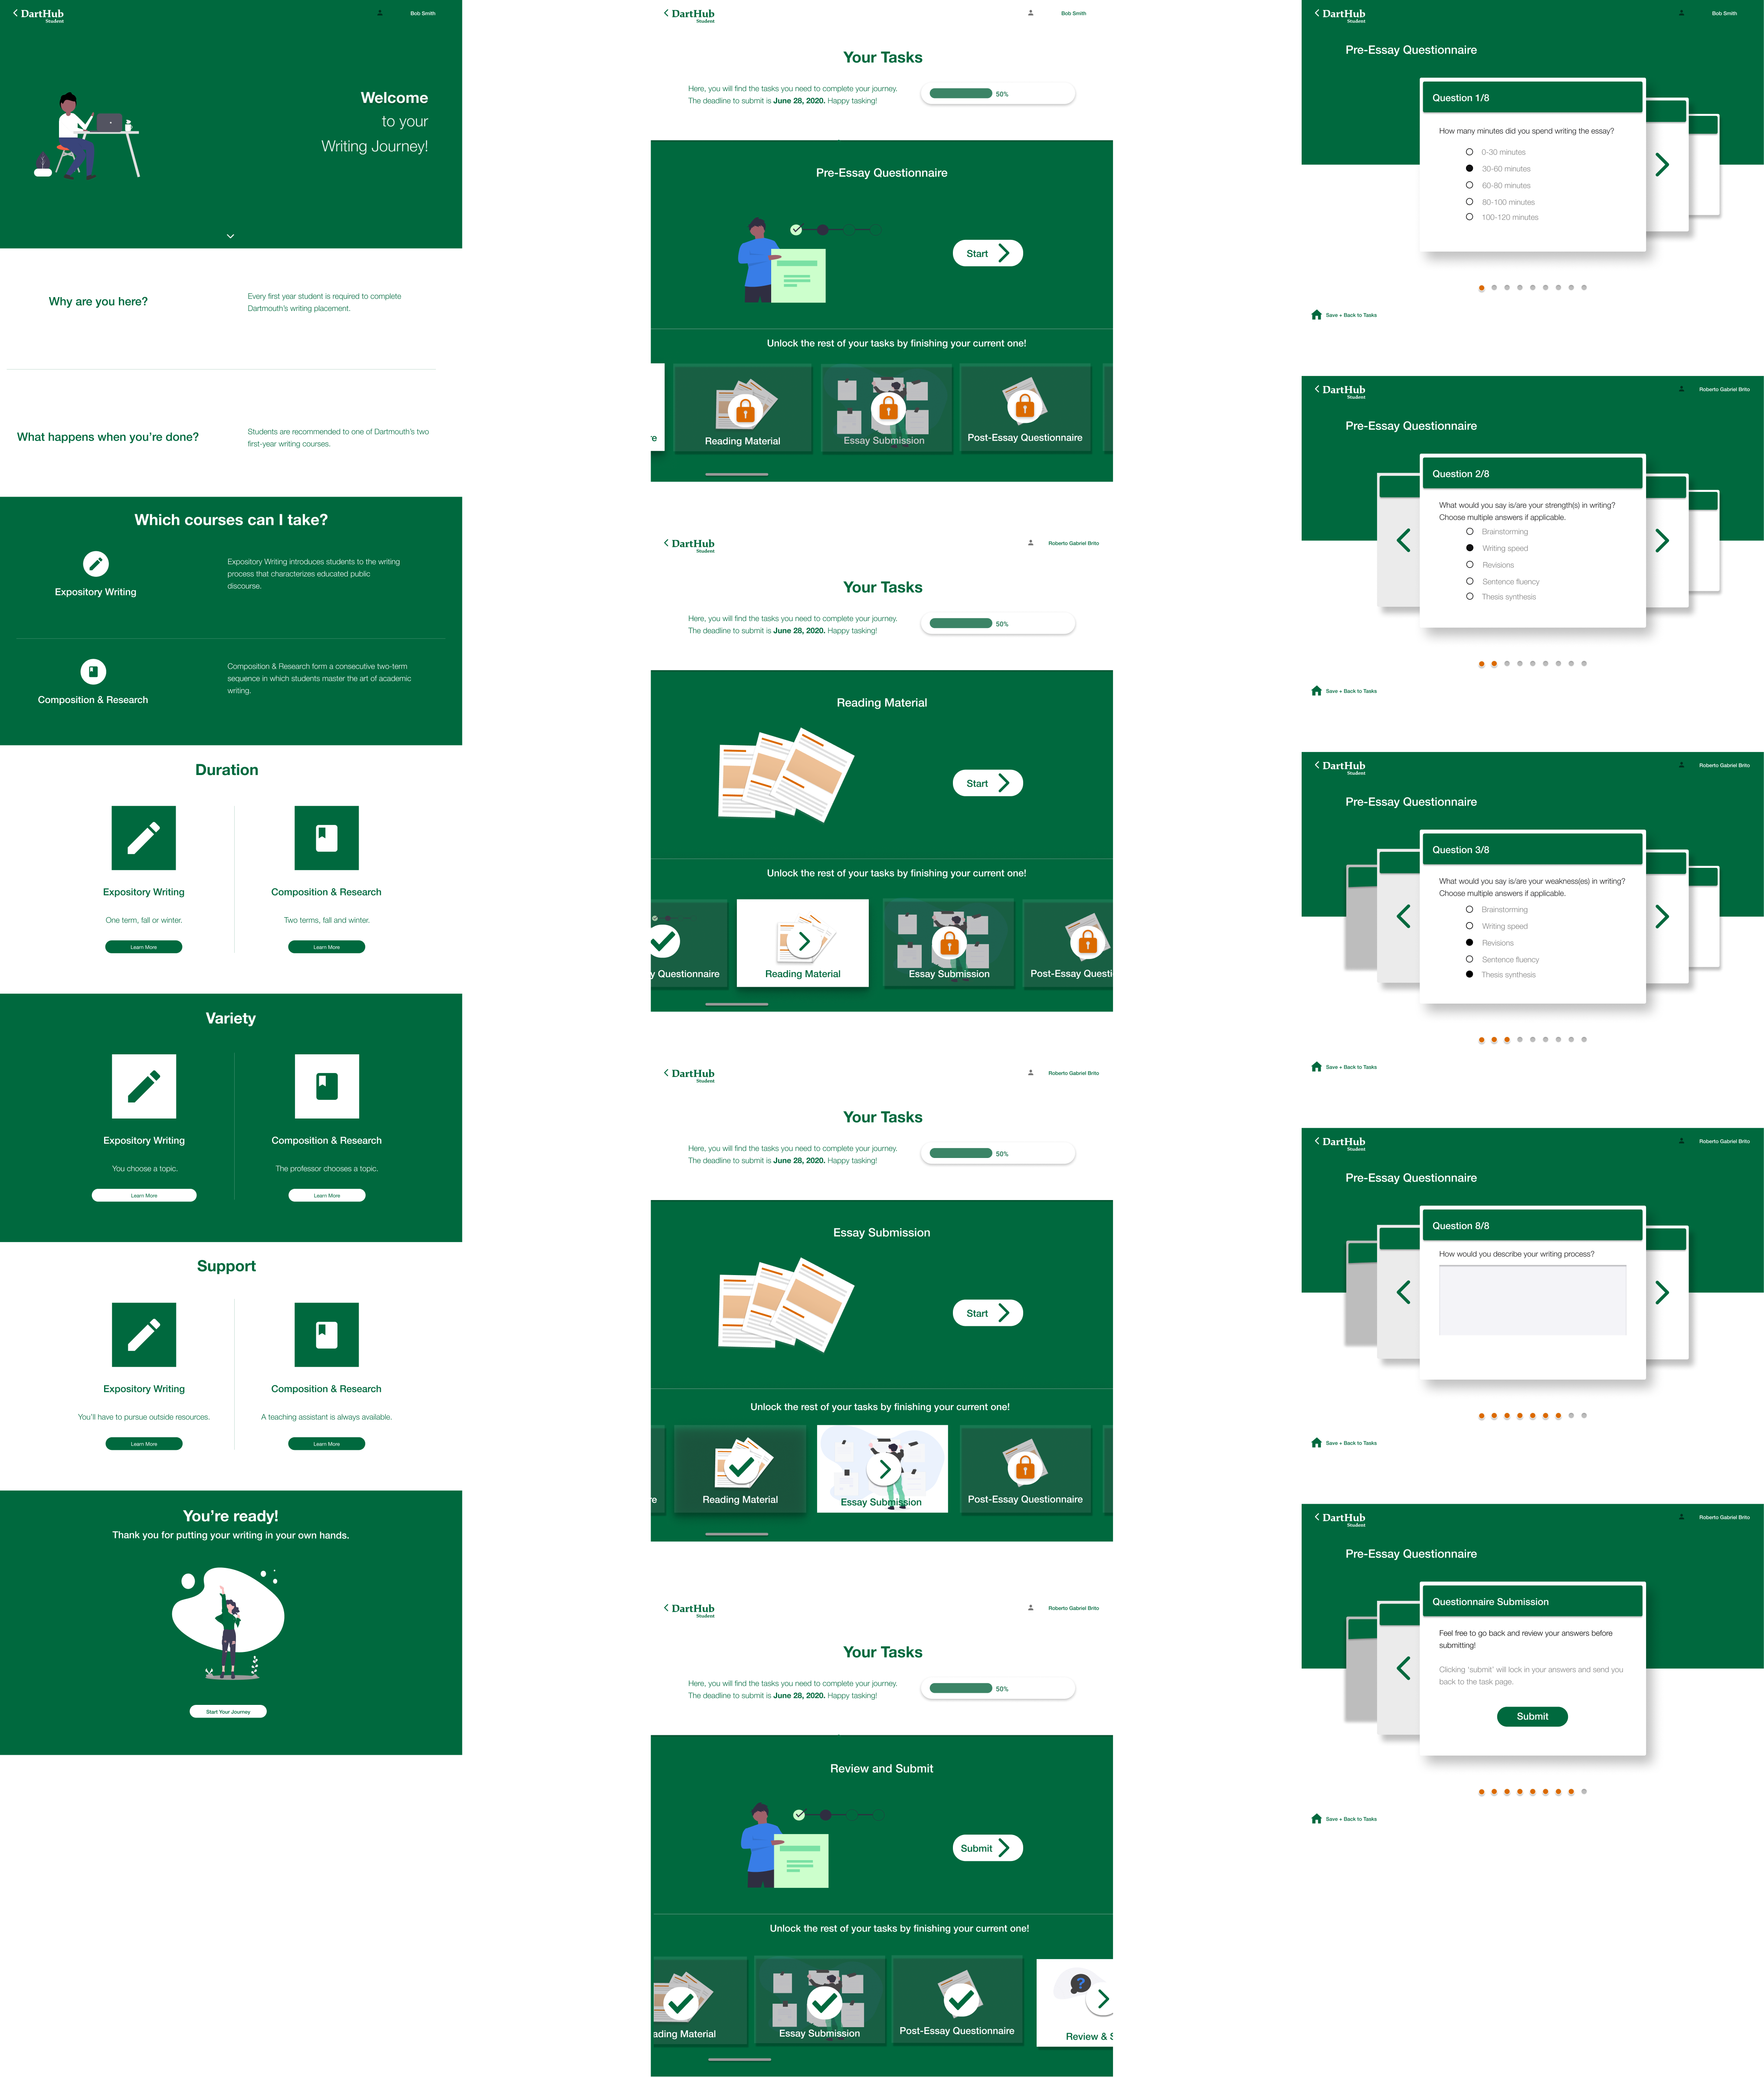 DartHub
Student
Bob Smith
Welcome
to your
Writing Journey!
Why are you here?
Every first year student is required to complete
Dartmouth's writing placement.
What happens when you're done?
Students are recommended to one of Dartmouth's two
first-year writing courses.
Which courses can I take?
Expository Writing
Expository Writing introduces students to the writing
process that characterizes educated public
discourse.
Composition & Research
Composition & Research form a consecutive two-term
sequence in which students master the art of academic
writing.
Duration
Expository Writing
One term, fall or winter.
Learn More
Composition & Research
Two terms, fall and winter.
Learn More
Variety
Expository Writing
You choose a topic.
Learn More
Composition & Research
The professor chooses a topic.
Learn More
Support
Expository Writing
You'll have to pursue outside resources.
Learn More
Composition & Research
A teaching assistant is always available.
Learn More
You're ready!
Thank you for putting your writing in your own hands.
Start Your Journey
DartHub
Student
Bob Smith
Your Tasks
Here, you will find the tasks you need to complete your journey.
The deadline to submit is June 28, 2020. Happy tasking!
50%
Pre-Essay Questionnaire
Start
Unlock the rest of your tasks by finishing your current one!
re
Reading Material
Essay Submission
Post-Essay Questionnaire
DartHub
Student
Roberto Gabriel Brito
Your Tasks
Here, you will find the tasks you need to complete your journey.
The deadline to submit is June 28, 2020. Happy tasking!
50%
Reading Material
Start
Unlock the rest of your tasks by finishing your current one!
y Questionnaire
Reading Material
Essay Submission
Post-Essay Questi
DartHub
Student
Roberto Gabriel Brito
Your Tasks
Here, you will find the tasks you need to complete your journey.
The deadline to submit is June 28, 2020. Happy tasking!
50%
Essay Submission
Start
Unlock the rest of your tasks by finishing your current one!
re
Reading Material
Essay Submission
Post-Essay Questionnaire
DartHub
Student
Roberto Gabriel Brito
Your Tasks
Here, you will find the tasks you need to complete your journey.
The deadline to submit is June 28, 2020. Happy tasking!
50%
Review and Submit
Submit
Unlock the rest of your tasks by finishing your current one!
ading Material
Essay Submission
Post-Essay Questionnaire
?
Review & S
DartHub
Student
Bob Smith
Pre-Essay Questionnaire
Question 1/8
How many minutes did you spend writing the essay?
0-30 minutes
30-60 minutes
60-80 minutes
80-100 minutes
100-120 minutes
Save + Back to Tasks
DartHub
Student
Roberto Gabriel Brito
Pre-Essay Questionnaire
Question 2/8
What would you say is/are your strength(s) in writing?
Choose multiple answers if applicable.
Brainstorming
Writing speed
Revisions
Sentence fluency
Thesis synthesis
Save + Back to Tasks
DartHub
Student
Roberto Gabriel Brito
Pre-Essay Questionnaire
Question 3/8
What would you say is/are your weakness(es) in writing?
Choose multiple answers if applicable.
Brainstorming
Writing speed
Revisions
Sentence fluency
Thesis synthesis
Save + Back to Tasks
DartHub
Student
Roberto Gabriel Brito
Pre-Essay Questionnaire
Question 8/8
How would you describe your writing process?
Save + Back to Tasks
DartHub
Student
Roberto Gabriel Brito
Pre-Essay Questionnaire
Questionnaire Submission
Feel free to go back and review your answers before
submitting!
Clicking 'submit' will lock in your answers and send you
back to the task page.
Submit
Save + Back to Tasks